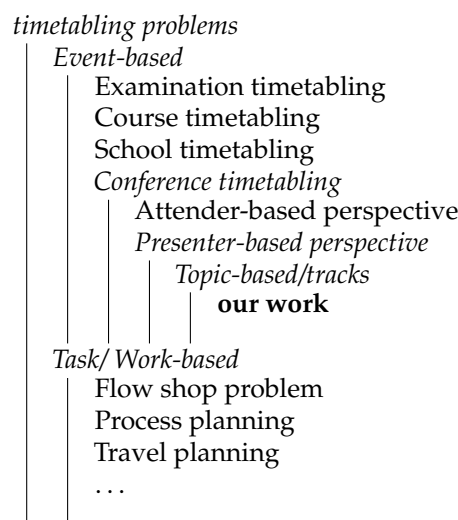 timetabling problems
Event-based
Examination timetabling
Course timetabling
School timetabling
Conference timetabling
Attender-based perspective
Presenter-based perspective
Topic-based/tracks
our work
Task/ Work-based
Flow shop problem
Process planning
Travel planning
. . .